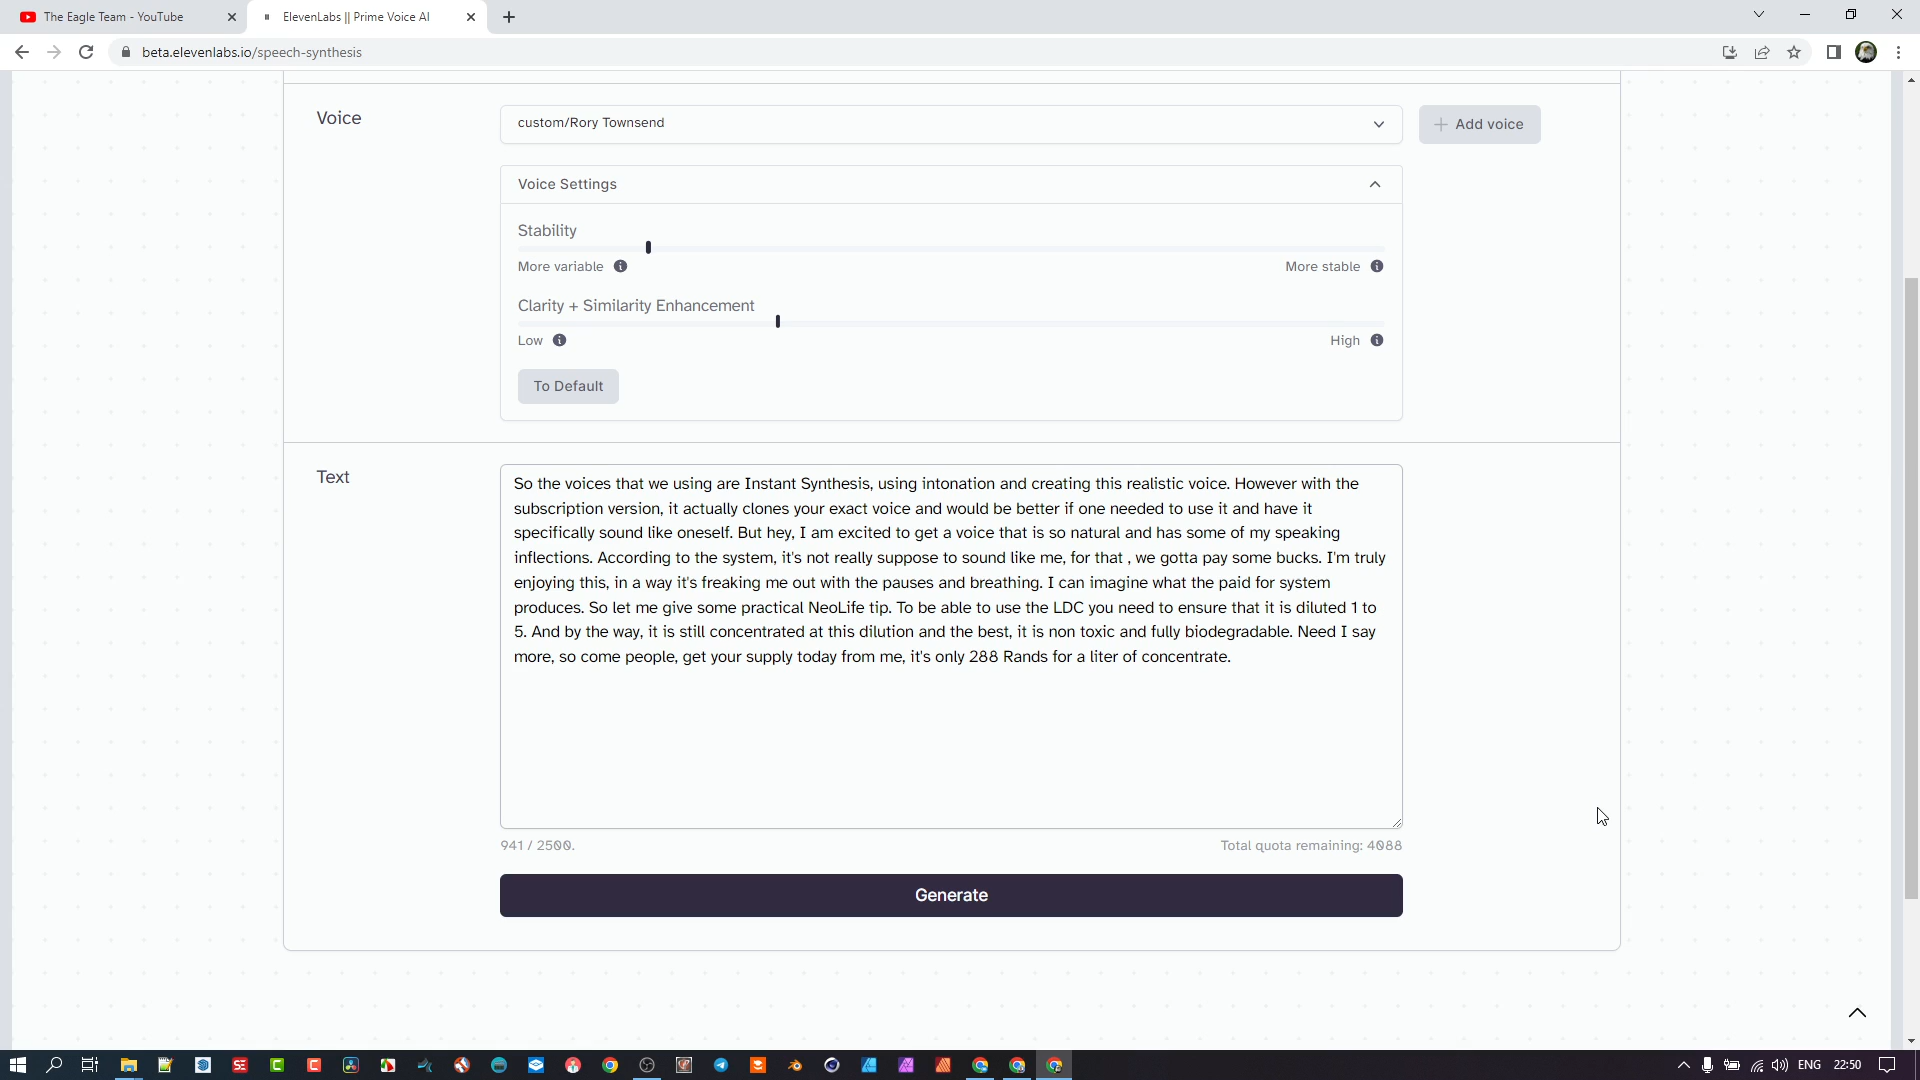 The Eagle Team - YouTube
ElevenLabs || Prime Voice AI
beta.elevenlabs.io/speech-synthesis
Voice
custom/Rory Townsend
Add voice
Voice Settings
Stability
More variable
More stable
Clarity + Similarity Enhancement
Low
High
To Default
Text
So the voices that we using are Instant Synthesis, using intonation and creating this realistic voice. However with the
subscription version, it actually clones your exact voice and would be better if one needed to use it and have it
specifically sound like oneself. But hey, I am excited to get a voice that is so natural and has some of my speaking
inflections. According to the system, it's not really suppose to sound like me, for that , we gotta pay some bucks. I'm truly
enjoying this, in a way it's freaking me out with the pauses and breathing. I can imagine what the paid for system
produces. So let me give some practical NeoLife tip. To be able to use the LDC you need to ensure that it is diluted 1 to
5. And by the way, it is still concentrated at this dilution and the best, it is non toxic and fully biodegradable. Need I say
more, so come people, get your supply today from me, it's only 288 Rands for a liter of concentrate.
941 / 2500.
Total quota remaining: 4088
Generate
ENG
22:50